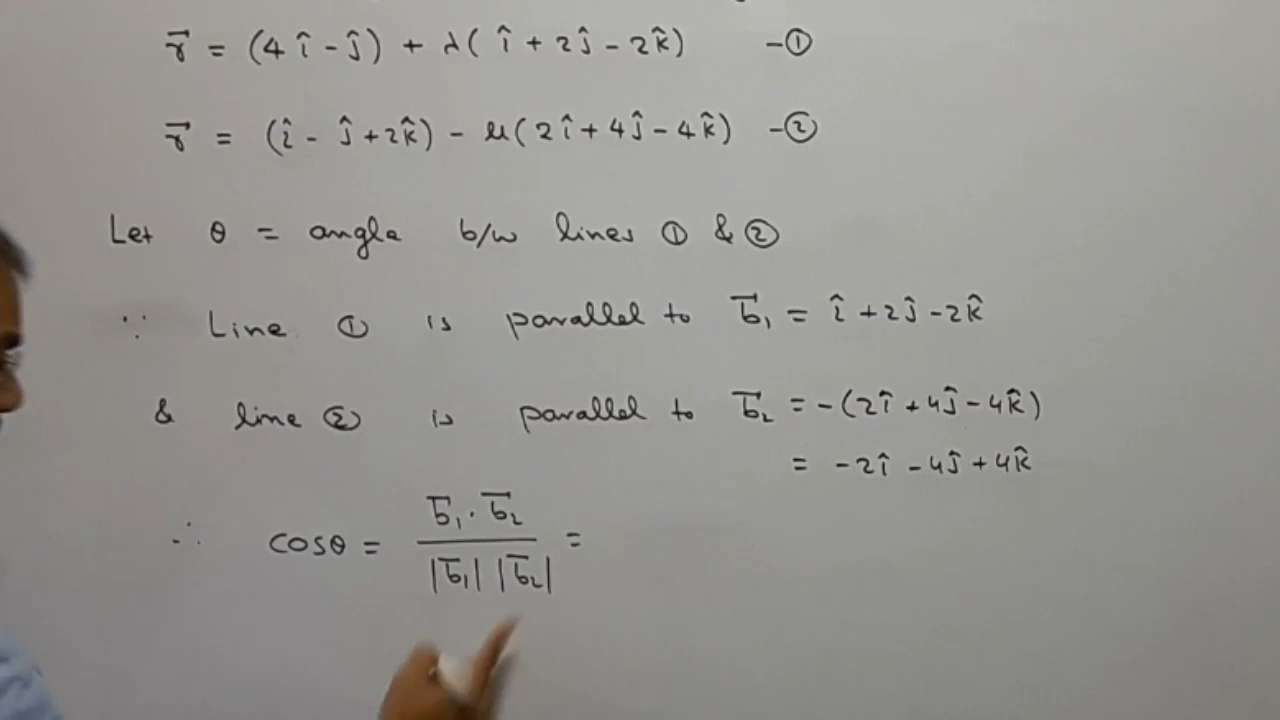 r⃗ = (4î - ĵ) + λ(î + 2ĵ - 2k̂) -①
r⃗ = (î - ĵ + 2k̂) - μ(2î + 4ĵ - 4k̂) -②
Let θ = angle b/w lines ① & ②
∵ Line ① is parallel to b̄₁ = î + 2ĵ - 2k̂
& line ② is parallel to b̄₂ = -(2î + 4ĵ - 4k̂)
= -2î - 4ĵ + 4k̂
∴ cosθ = b̄₁ · b̄₂ / |b̄₁| |b̄₂| =